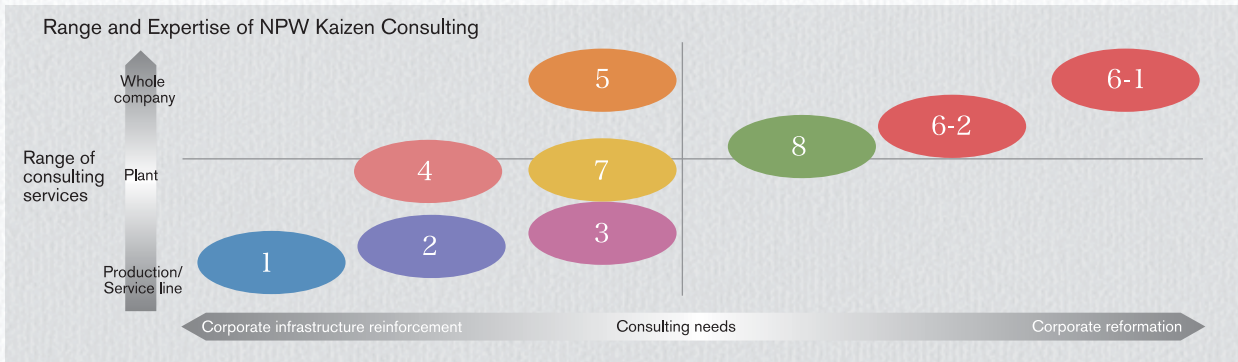 Range and Expertise of NPW Kaizen Consulting
Whole
company
5
6-1
6-2
8
Range of
consulting
services
Plant
4
7
3
2
1
Production/
Service line
Corporate infrastructure reinforcement
Consulting needs
Corporate reformation